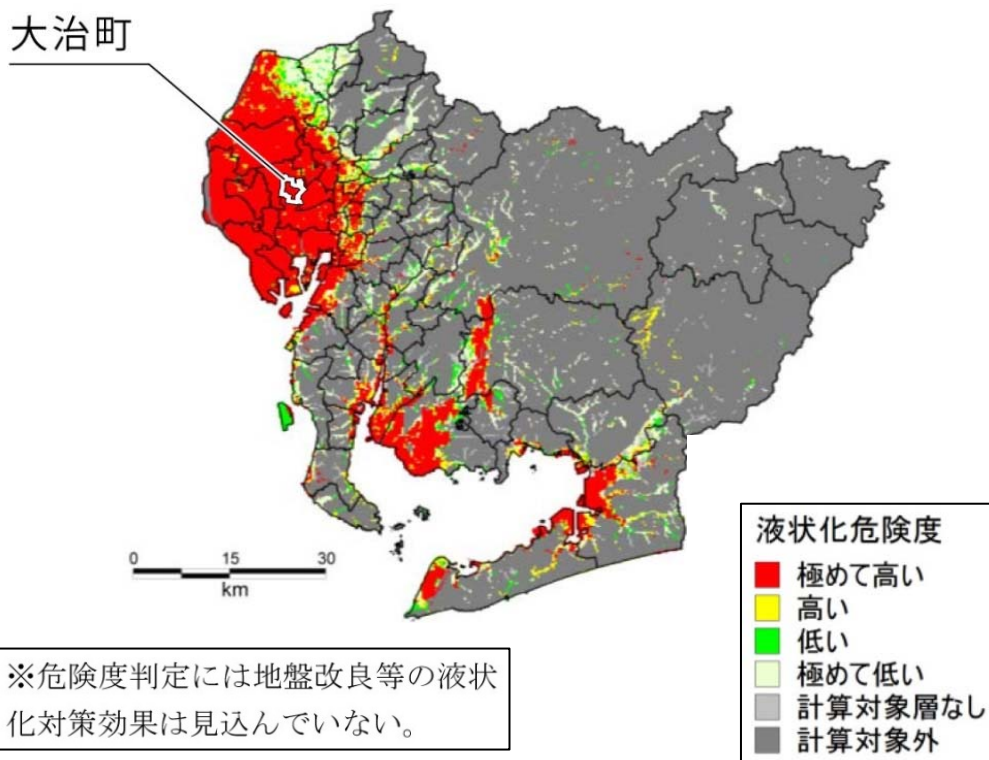 大治町
0 15 30
km
液状化危険度
極めて高い
高い
低い
極めて低い
計算対象層なし
計算対象外
※危険度判定には地盤改良等の液状
化対策効果は見込んでいない。